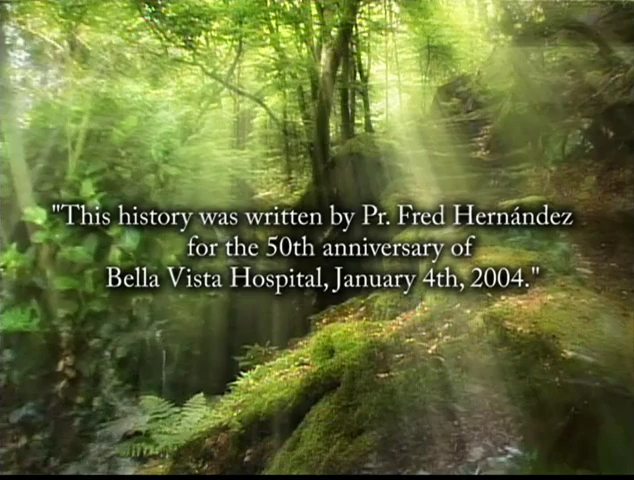 "This history was written by Pr. Fred Hernández
for the 50th anniversary of
Bella Vista Hospital, January 4th, 2004."